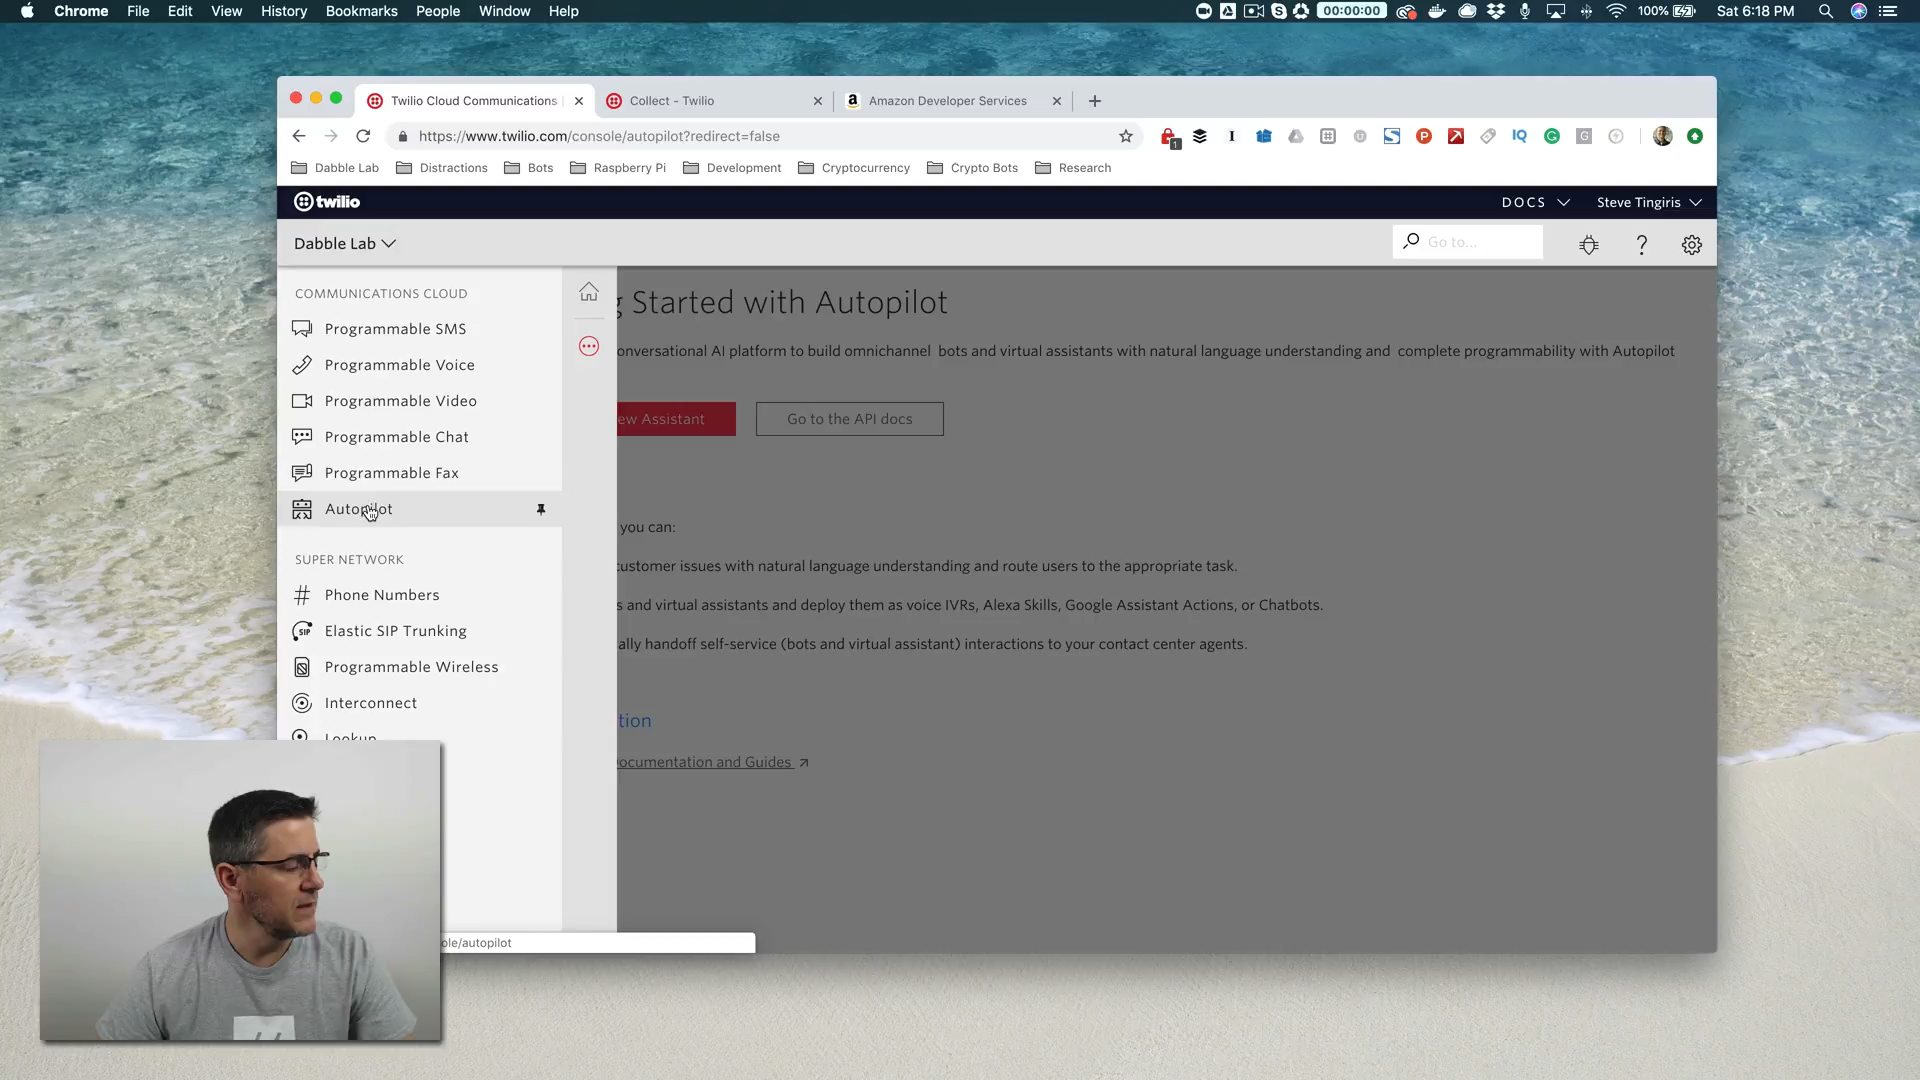 Chrome File Edit View History Bookmarks People Window Help 00:00:00 100% Sat 6:18 PM
Twilio Cloud Communications | Collect - Twilio Amazon Developer Services
https://www.twilio.com/console/autopilot?redirect=false
Dabble Lab Distractions Bots Raspberry Pi Development Cryptocurrency Crypto Bots Research
twilio DOCS Steve Tingiris
Dabble Lab Go to...
COMMUNICATIONS CLOUD
Programmable SMS
Programmable Voice
Programmable Video
Programmable Chat
Programmable Fax
Autopilot
SUPER NETWORK
Phone Numbers
Elastic SIP Trunking
Programmable Wireless
Interconnect
Lookup
g Started with Autopilot
onversational AI platform to build omnichannel bots and virtual assistants with natural language understanding and complete programmability with Autopilot
ew Assistant Go to the API docs
you can:
customer issues with natural language understanding and route users to the appropriate task.
s and virtual assistants and deploy them as voice IVRs, Alexa Skills, Google Assistant Actions, or Chatbots.
ally handoff self-service (bots and virtual assistant) interactions to your contact center agents.
tion
ocumentation and Guides
ole/autopilot